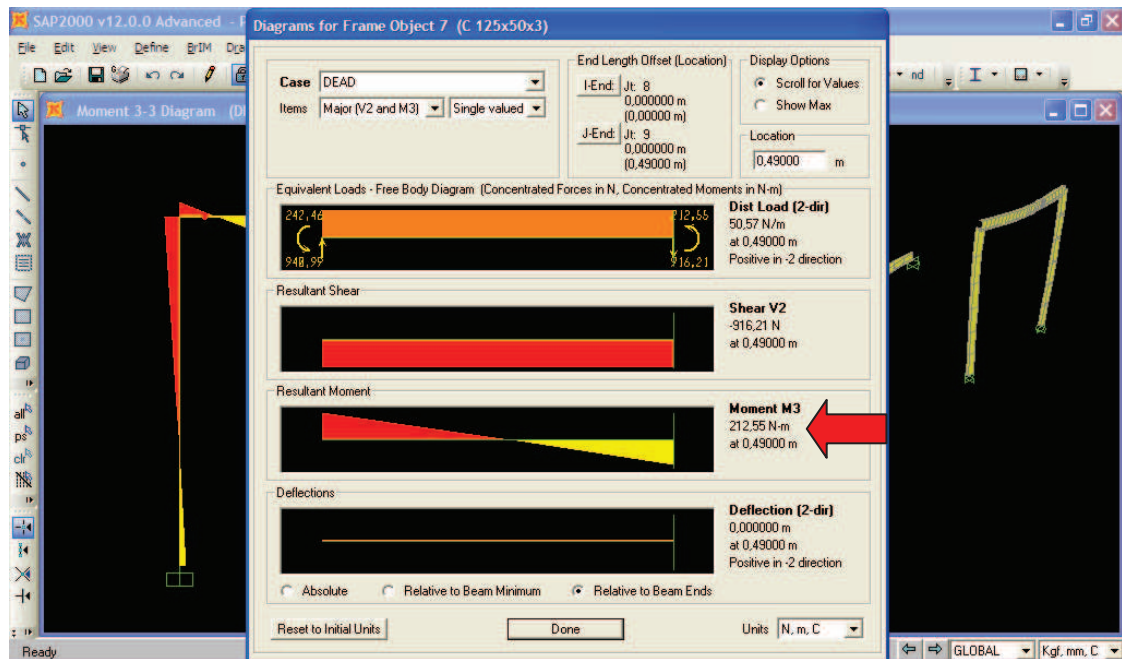 SAP2000 v12.0.0 Advanced - F
File Edit View Define BrIM Dra
Moment 3-3 Diagram (D
Diagrams for Frame Object 7 (C 125x50x3)
Case DEAD
Items Major (V2 and M3) Single valued
End Length Offset (Location)
I-End: Jt: 8
0,000000 m
(0,00000 m)
J-End: Jt: 9
0,000000 m
(0,49000 m)
Display Options
Scroll for Values
Show Max
Location
0,49000 m
Equivalent Loads - Free Body Diagram (Concentrated Forces in N, Concentrated Moments in N-m)
242,46 212,55
940,99 916,21
Dist Load (2-dir)
50,57 N/m
at 0,49000 m
Positive in -2 direction
Resultant Shear
Shear V2
-916,21 N
at 0,49000 m
Resultant Moment
Moment M3
212,55 N-m
at 0,49000 m
Deflections
Deflection (2-dir)
0,000000 m
at 0,49000 m
Positive in -2 direction
Absolute Relative to Beam Minimum Relative to Beam Ends
Reset to Initial Units Done Units N, m, C
nd
all
ps
clr
Ready
GLOBAL Kgf, mm, C